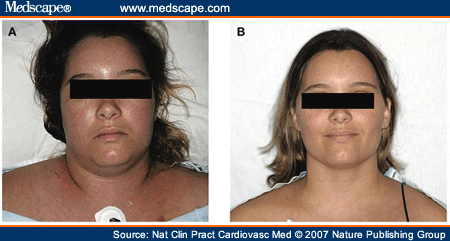 Medscape® www.medscape.com
A
B
Source: Nat Clin Pract Cardiovasc Med © 2007 Nature Publishing Group